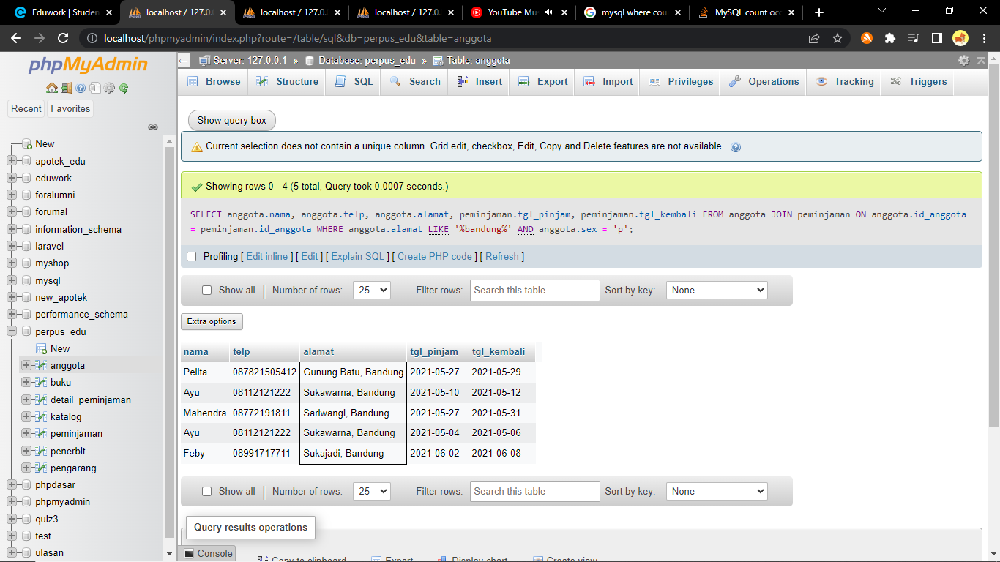 Eduwork | Studen
localhost / 127.0.
localhost / 127.0.
localhost / 127.0.
YouTube Mu
mysql where cou
MySQL count occ
localhost/phpmyadmin/index.php?route=/table/sql&db=perpus_edu&table=anggota
phpMyAdmin
Recent Favorites
New
apotek_edu
eduwork
foralumni
forumal
information_schema
laravel
myshop
mysql
new_apotek
performance_schema
perpus_edu
New
anggota
buku
detail_peminjaman
katalog
peminjaman
penerbit
pengarang
phpdasar
phpmyadmin
quiz3
test
ulasan
Server: 127.0.0.1 » Database: perpus_edu » Table: anggota
Browse Structure SQL Search Insert Export Import Privileges Operations Tracking Triggers
Show query box
Current selection does not contain a unique column. Grid edit, checkbox, Edit, Copy and Delete features are not available.
Showing rows 0 - 4 (5 total, Query took 0.0007 seconds.)
SELECT anggota.nama, anggota.telp, anggota.alamat, peminjaman.tgl_pinjam, peminjaman.tgl_kembali FROM anggota JOIN peminjaman ON anggota.id_anggota
= peminjaman.id_anggota WHERE anggota.alamat LIKE '%bandung%' AND anggota.sex = 'p';
Profiling [ Edit inline ] [ Edit ] [ Explain SQL ] [ Create PHP code ] [ Refresh ]
Show all Number of rows: 25 Filter rows: Search this table Sort by key: None
Extra options
nama telp alamat tgl_pinjam tgl_kembali
Pelita 087821505412 Gunung Batu, Bandung 2021-05-27 2021-05-29
Ayu 08112121222 Sukawarna, Bandung 2021-05-10 2021-05-12
Mahendra 08772191811 Sariwangi, Bandung 2021-05-27 2021-05-31
Ayu 08112121222 Sukawarna, Bandung 2021-05-04 2021-05-06
Feby 08991717711 Sukajadi, Bandung 2021-06-02 2021-06-08
Show all Number of rows: 25 Filter rows: Search this table Sort by key: None
Query results operations
Console
Copy to clipboard Export Display chart Create view